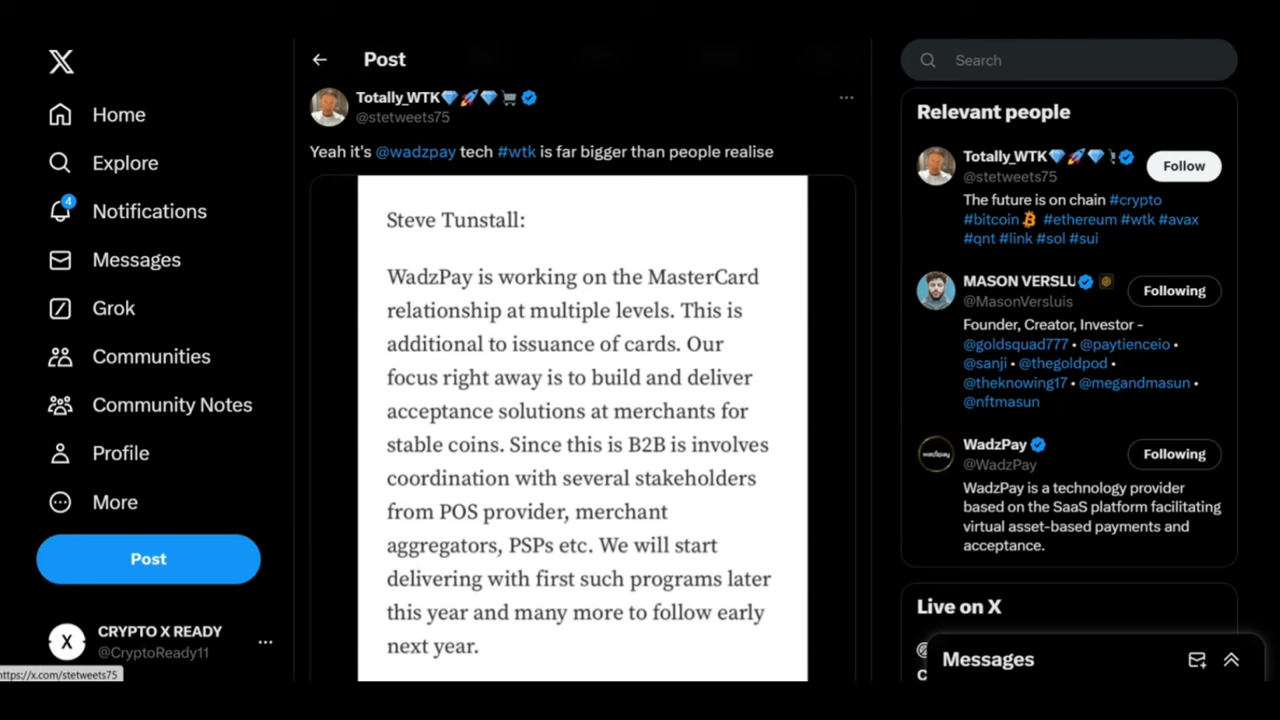 Home
Explore
4
Notifications
Messages
Grok
Communities
Community Notes
Profile
More
Post
CRYPTO X READY
@CryptoReady11
https://x.com/stetweets75
Post
Totally_WTK💎🚀💎🛒
@stetweets75
Yeah it's @wadzpay tech #wtk is far bigger than people realise
Steve Tunstall:
WadzPay is working on the MasterCard
relationship at multiple levels. This is
additional to issuance of cards. Our
focus right away is to build and deliver
acceptance solutions at merchants for
stable coins. Since this is B2B is involves
coordination with several stakeholders
from POS provider, merchant
aggregators, PSPs etc. We will start
delivering with first such programs later
this year and many more to follow early
next year.
Search
Relevant people
Totally_WTK💎🚀💎
@stetweets75
Follow
The future is on chain #crypto
#bitcoin #ethereum #wtk #avax
#qnt #link #sol #sui
MASON VERSLU
@MasonVersluis
Following
Founder, Creator, Investor -
@goldsquad777 • @paytienceio •
@sanji • @thegoldpod •
@theknowing17 • @megandmasun •
@nftmasun
WadzPay
@WadzPay
Following
WadzPay is a technology provider
based on the SaaS platform facilitating
virtual asset-based payments and
acceptance.
Live on X
Messages